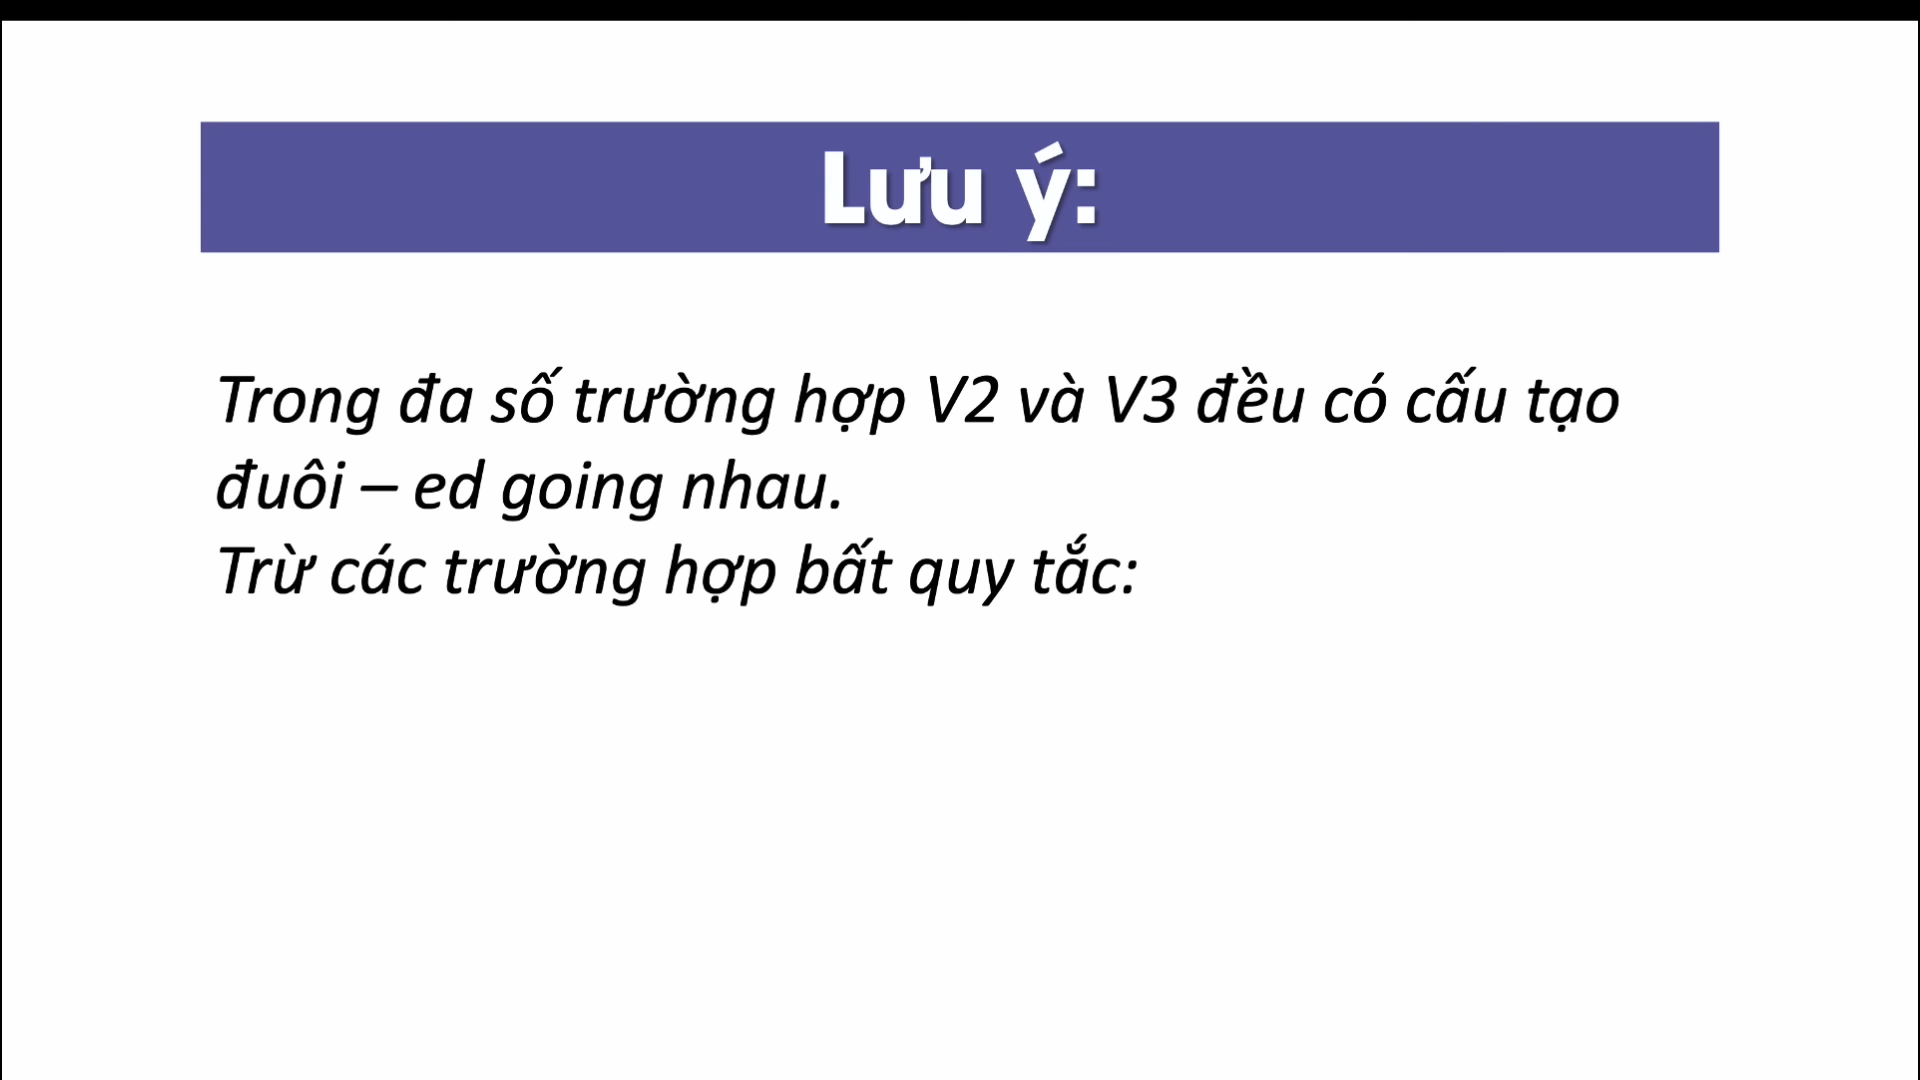 Lưu ý:
Trong đa số trường hợp V2 và V3 đều có cấu tạo
đuôi – ed going nhau.
Trừ các trường hợp bất quy tắc: